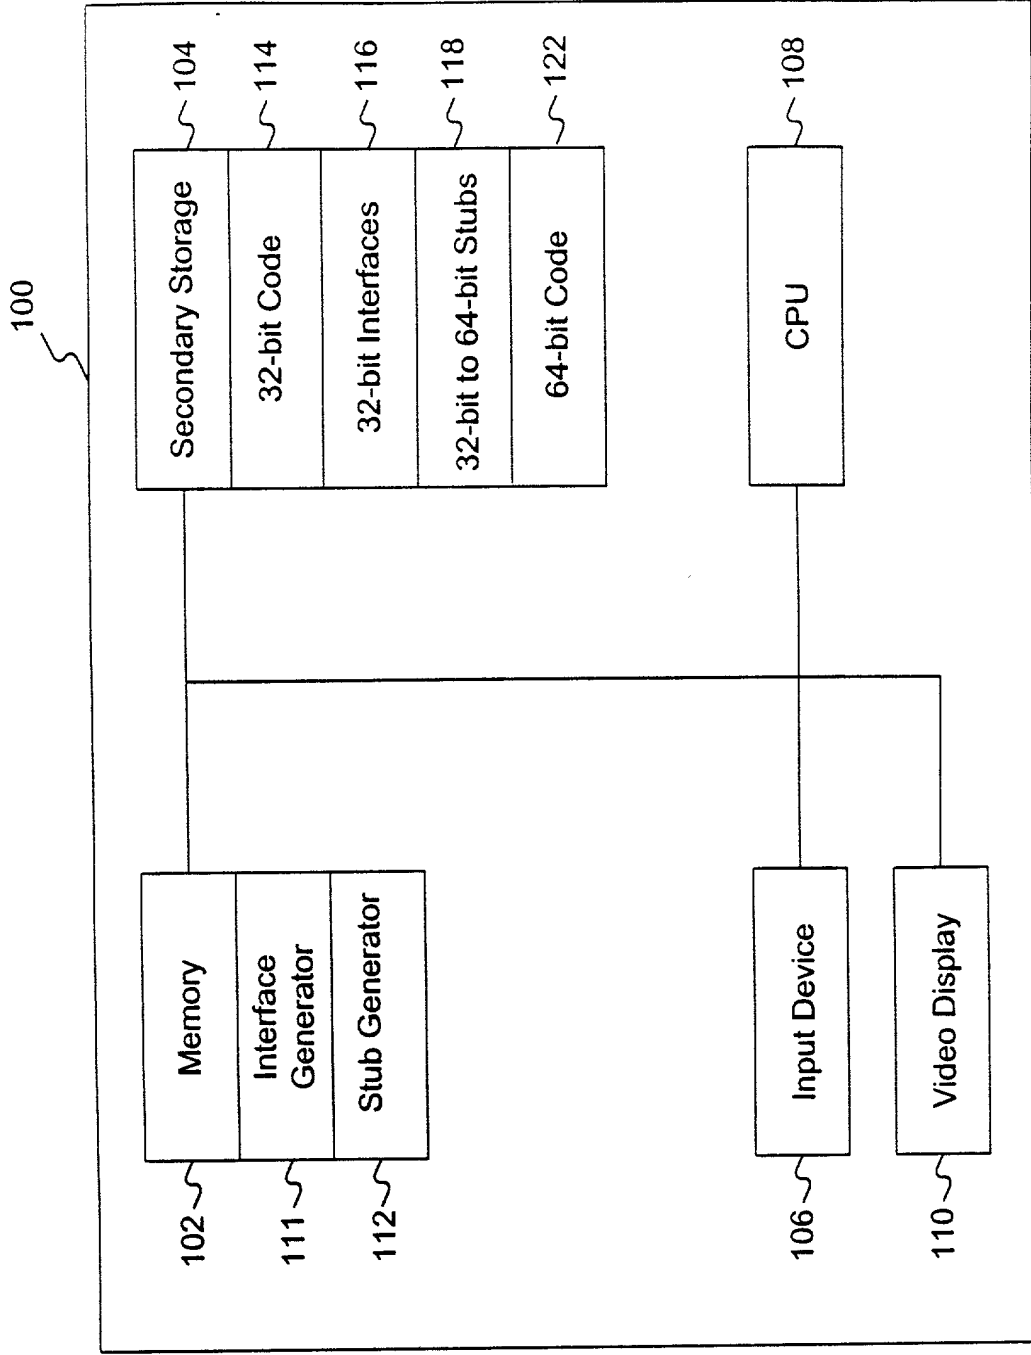 100
102
Memory
111
Interface
Generator
112
Stub Generator
Secondary Storage
104
32-bit Code
114
32-bit Interfaces
116
32-bit to 64-bit Stubs
118
64-bit Code
122
106
Input Device
110
Video Display
CPU
108